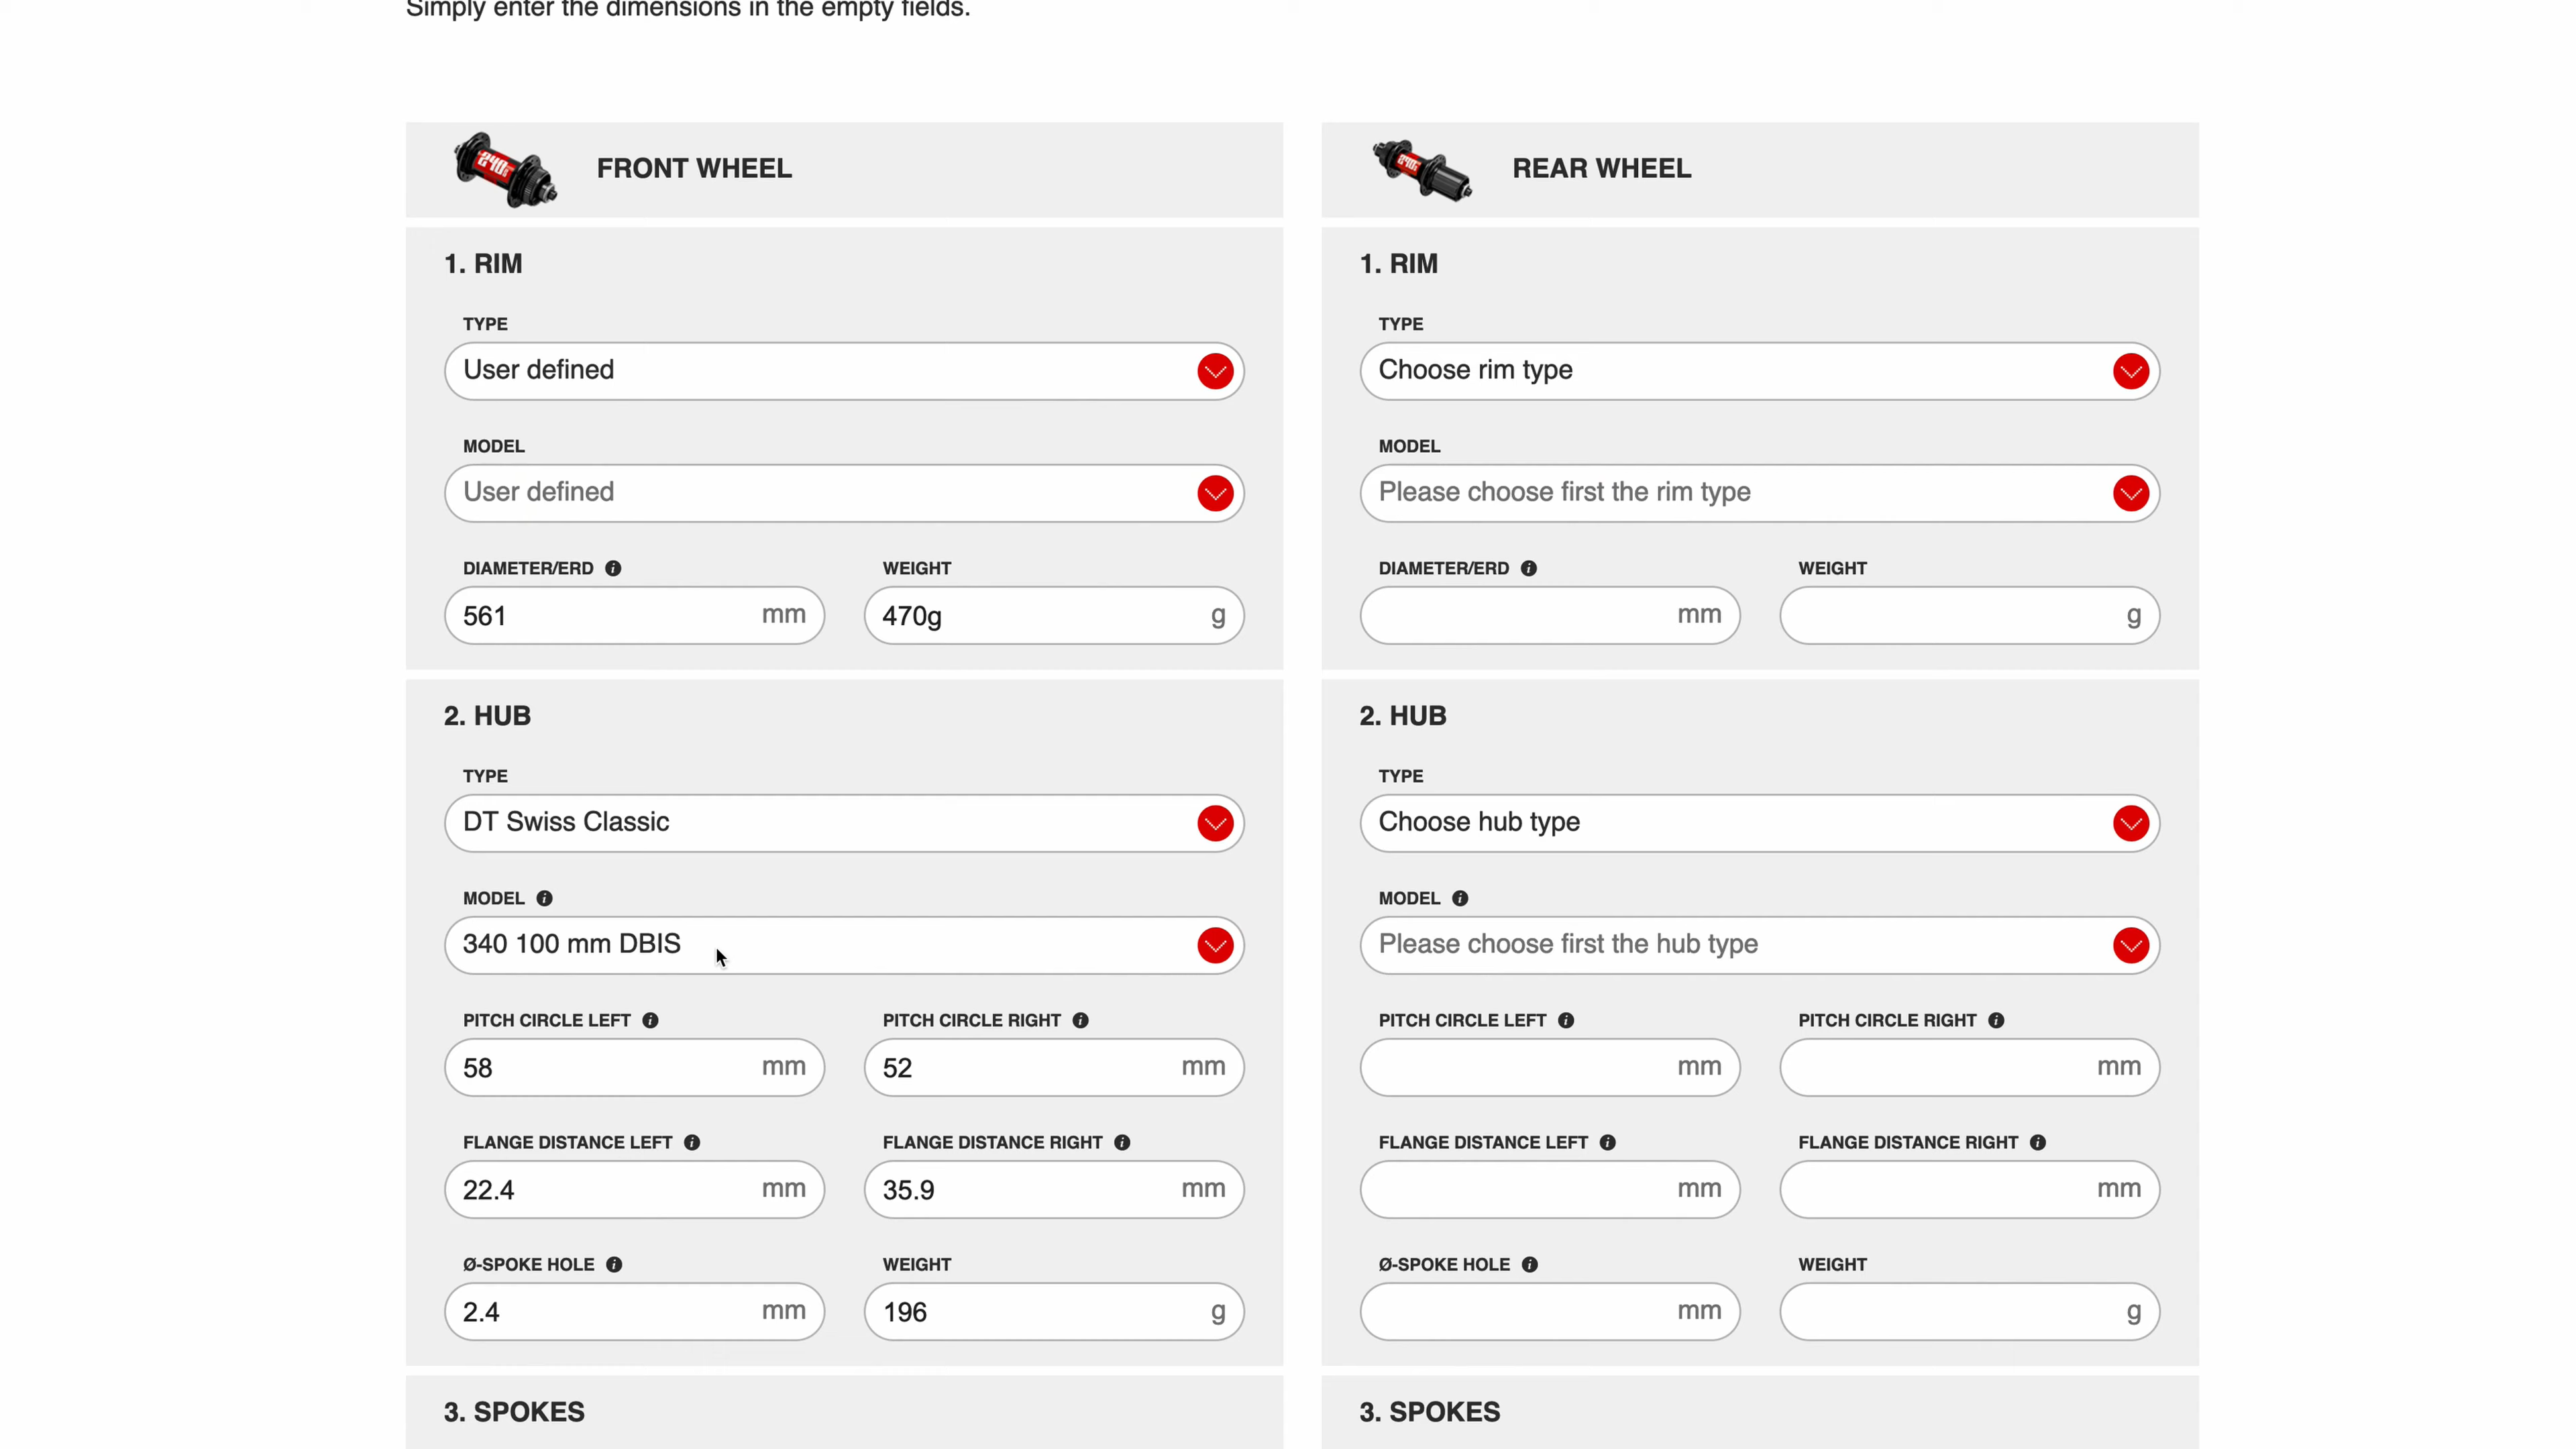 Simply enter the dimensions in the empty fields.
240s
FRONT WHEEL
1. RIM
TYPE
User defined
MODEL
User defined
DIAMETER/ERD i
WEIGHT
561 mm
470g g
2. HUB
TYPE
DT Swiss Classic
MODEL i
340 100 mm DBIS
PITCH CIRCLE LEFT i
PITCH CIRCLE RIGHT i
58 mm
52 mm
FLANGE DISTANCE LEFT i
FLANGE DISTANCE RIGHT i
22.4 mm
35.9 mm
Ø-SPOKE HOLE i
WEIGHT
2.4 mm
196 g
3. SPOKES
240s
REAR WHEEL
1. RIM
TYPE
Choose rim type
MODEL
Please choose first the rim type
DIAMETER/ERD i
WEIGHT
mm
g
2. HUB
TYPE
Choose hub type
MODEL i
Please choose first the hub type
PITCH CIRCLE LEFT i
PITCH CIRCLE RIGHT i
mm
mm
FLANGE DISTANCE LEFT i
FLANGE DISTANCE RIGHT i
mm
mm
Ø-SPOKE HOLE i
WEIGHT
mm
g
3. SPOKES